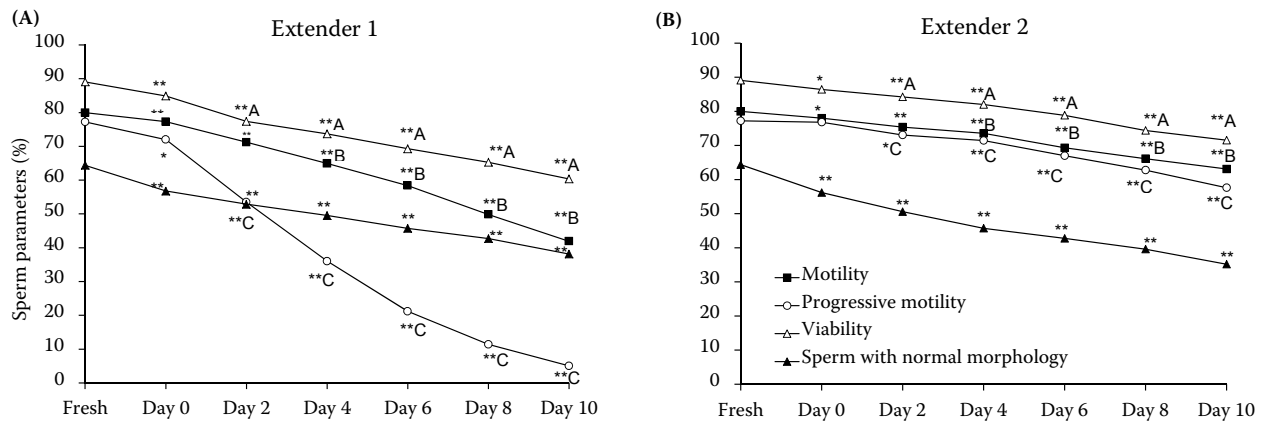 (A)
Extender 1
Sperm parameters (%)
100
90
80
70
60
50
40
30
20
10
0
** **A **A **A **A **A
** ** **B **B **B **B
* **C **C **C **C **C
** ** ** ** ** ** 
Fresh Day 0 Day 2 Day 4 Day 6 Day 8 Day 10
(B)
Extender 2
100
90
80
70
60
50
40
30
20
10
0
* **A **A **A **A **A
* ** **B **B **B **B
*C **C **C **C **C
** ** ** ** ** **
Motility
Progressive motility
Viability
Sperm with normal morphology
Fresh Day 0 Day 2 Day 4 Day 6 Day 8 Day 10